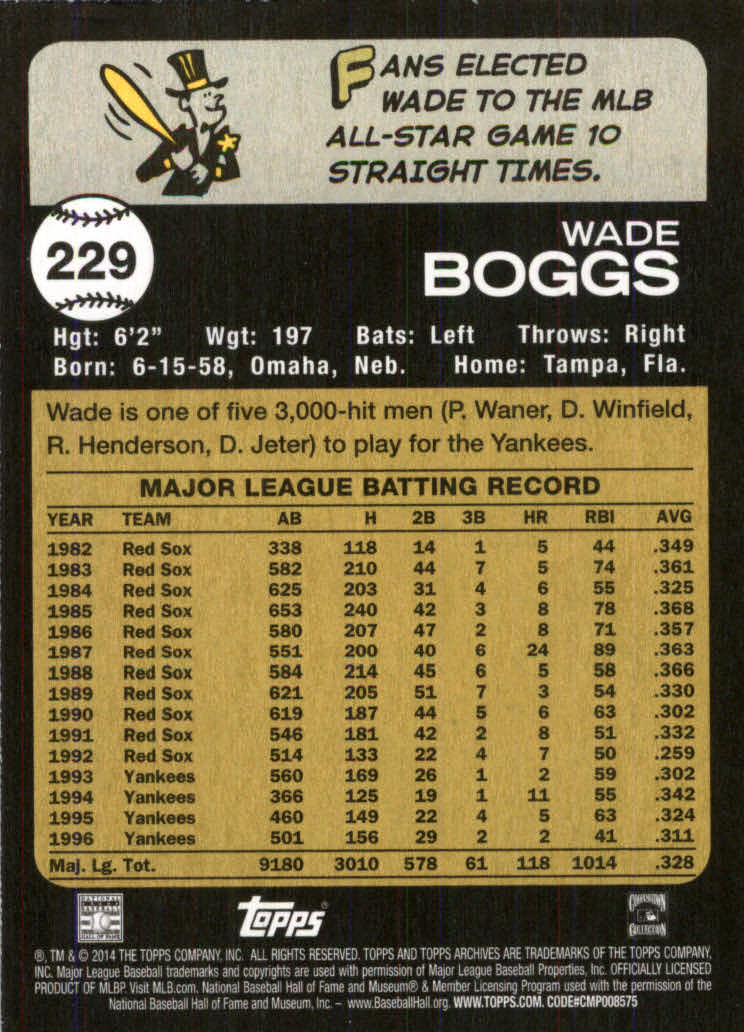 FANS ELECTED
WADE TO THE MLB
ALL-STAR GAME 10
STRAIGHT TIMES.
229
WADE
BOGGS
Hgt: 6'2" Wgt: 197 Bats: Left Throws: Right
Born: 6-15-58, Omaha, Neb. Home: Tampa, Fla.
Wade is one of five 3,000-hit men (P. Waner, D. Winfield,
R. Henderson, D. Jeter) to play for the Yankees.
MAJOR LEAGUE BATTING RECORD
YEAR TEAM AB H 2B 3B HR RBI AVG
1982 Red Sox 338 118 14 1 5 44 .349
1983 Red Sox 582 210 44 7 5 74 .361
1984 Red Sox 625 203 31 4 6 55 .325
1985 Red Sox 653 240 42 3 8 78 .368
1986 Red Sox 580 207 47 2 8 71 .357
1987 Red Sox 551 200 40 6 24 89 .363
1988 Red Sox 584 214 45 6 5 58 .366
1989 Red Sox 621 205 51 7 3 54 .330
1990 Red Sox 619 187 44 5 6 63 .302
1991 Red Sox 546 181 42 2 8 51 .332
1992 Red Sox 514 133 22 4 7 50 .259
1993 Yankees 560 169 26 1 2 59 .302
1994 Yankees 366 125 19 1 11 55 .342
1995 Yankees 460 149 22 4 5 63 .324
1996 Yankees 501 156 29 2 2 41 .311
Maj. Lg. Tot. 9180 3010 578 61 118 1014 .328
NATIONAL
BASEBALL
HALL OF FAME
TOPPS®
COOPERSTOWN
COLLECTION
®, TM & © 2014 THE TOPPS COMPANY, INC. ALL RIGHTS RESERVED. TOPPS AND TOPPS ARCHIVES ARE TRADEMARKS OF THE TOPPS COMPANY,
INC. Major League Baseball trademarks and copyrights are used with permission of Major League Baseball Properties, Inc. OFFICIALLY LICENSED
PRODUCT OF MLBP. Visit MLB.com. National Baseball Hall of Fame and Museum® & Member Licensing Program used with the permission of the
National Baseball Hall of Fame and Museum, Inc. – www.BaseballHall.org. WWW.TOPPS.COM. CODE#CMP008575